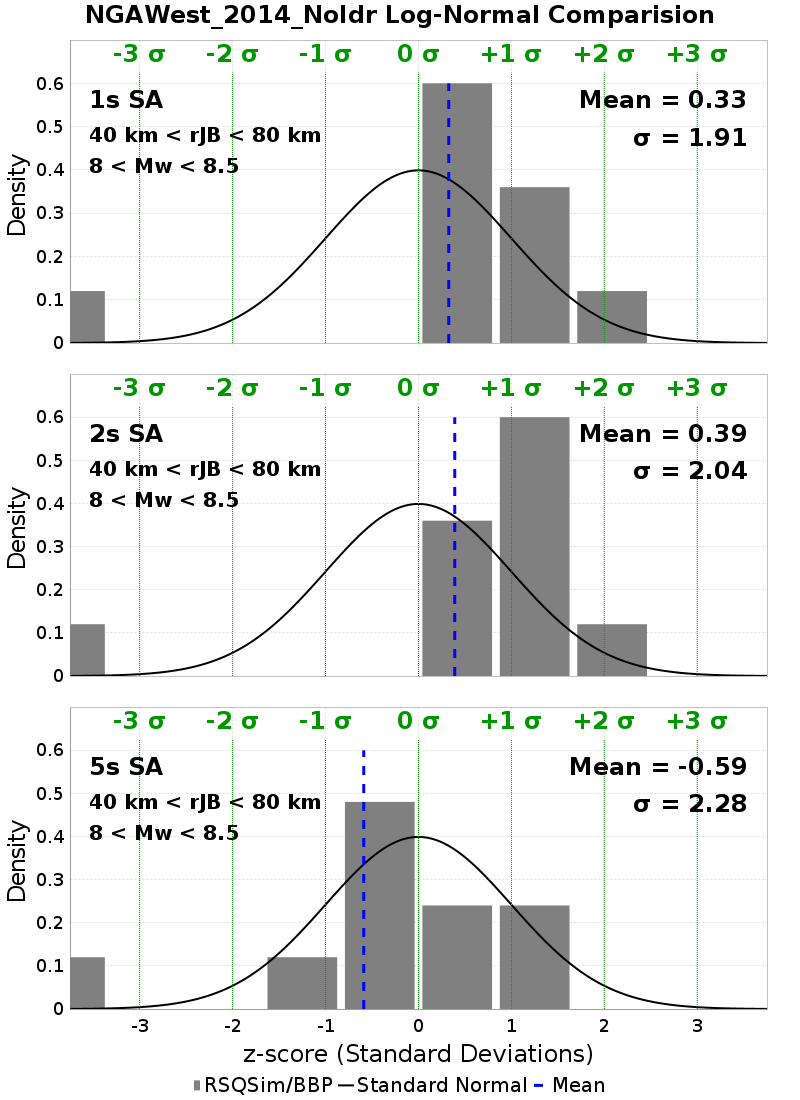 NGAWest_2014_NoIdr Log-Normal Comparision
-3 σ -2 σ -1 σ 0 σ +1 σ +2 σ +3 σ
1s SA
Mean = 0.33
40 km < rJB < 80 km
σ = 1.91
8 < Mw < 8.5
Density
0.6
0.5
0.4
0.3
0.2
0.1
0
-3 σ -2 σ -1 σ 0 σ +1 σ +2 σ +3 σ
2s SA
Mean = 0.39
40 km < rJB < 80 km
σ = 2.04
8 < Mw < 8.5
Density
0.6
0.5
0.4
0.3
0.2
0.1
0
-3 σ -2 σ -1 σ 0 σ +1 σ +2 σ +3 σ
5s SA
Mean = -0.59
40 km < rJB < 80 km
σ = 2.28
8 < Mw < 8.5
Density
0.6
0.5
0.4
0.3
0.2
0.1
0
-3 -2 -1 0 1 2 3
z-score (Standard Deviations)
RSQSim/BBP Standard Normal Mean